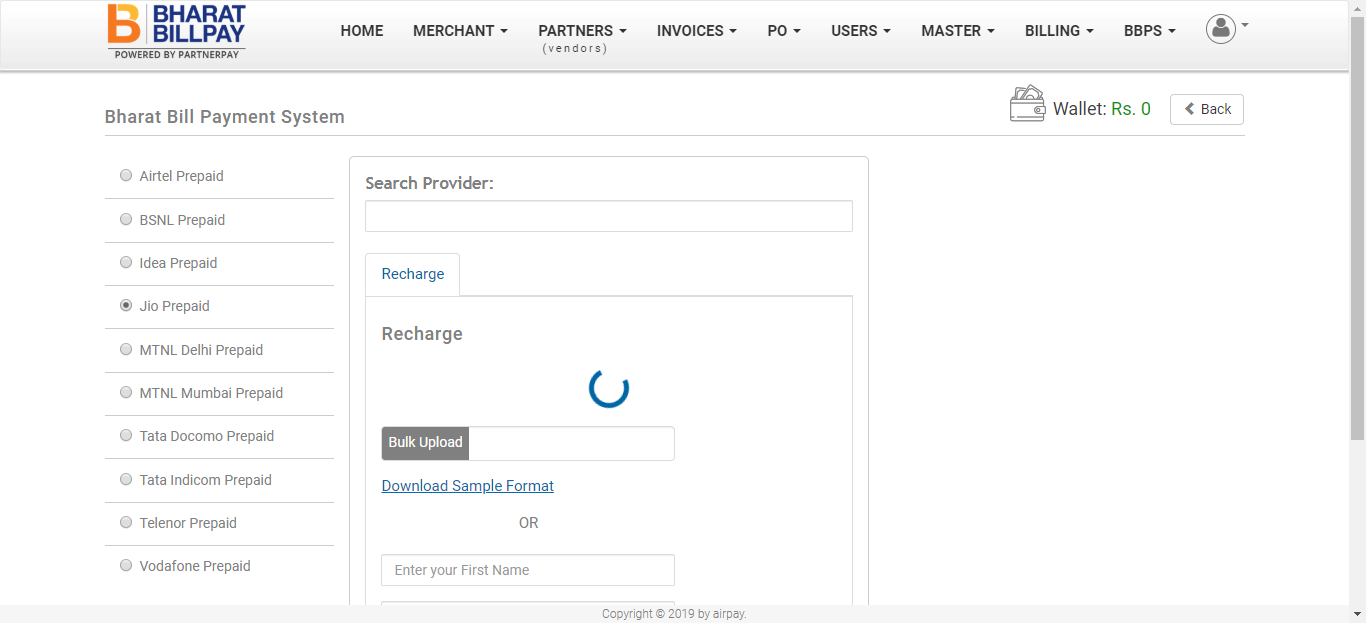 BHARAT
BILLPAY
POWERED BY PARTNERPAY
HOME MERCHANT PARTNERS INVOICES PO USERS MASTER BILLING BBPS
(vendors)
Bharat Bill Payment System
Wallet: Rs. 0
Back
Airtel Prepaid
BSNL Prepaid
Idea Prepaid
Jio Prepaid
MTNL Delhi Prepaid
MTNL Mumbai Prepaid
Tata Docomo Prepaid
Tata Indicom Prepaid
Telenor Prepaid
Vodafone Prepaid
Search Provider:
Recharge
Recharge
Bulk Upload
Download Sample Format
OR
Enter your First Name
Copyright © 2019 by airpay.